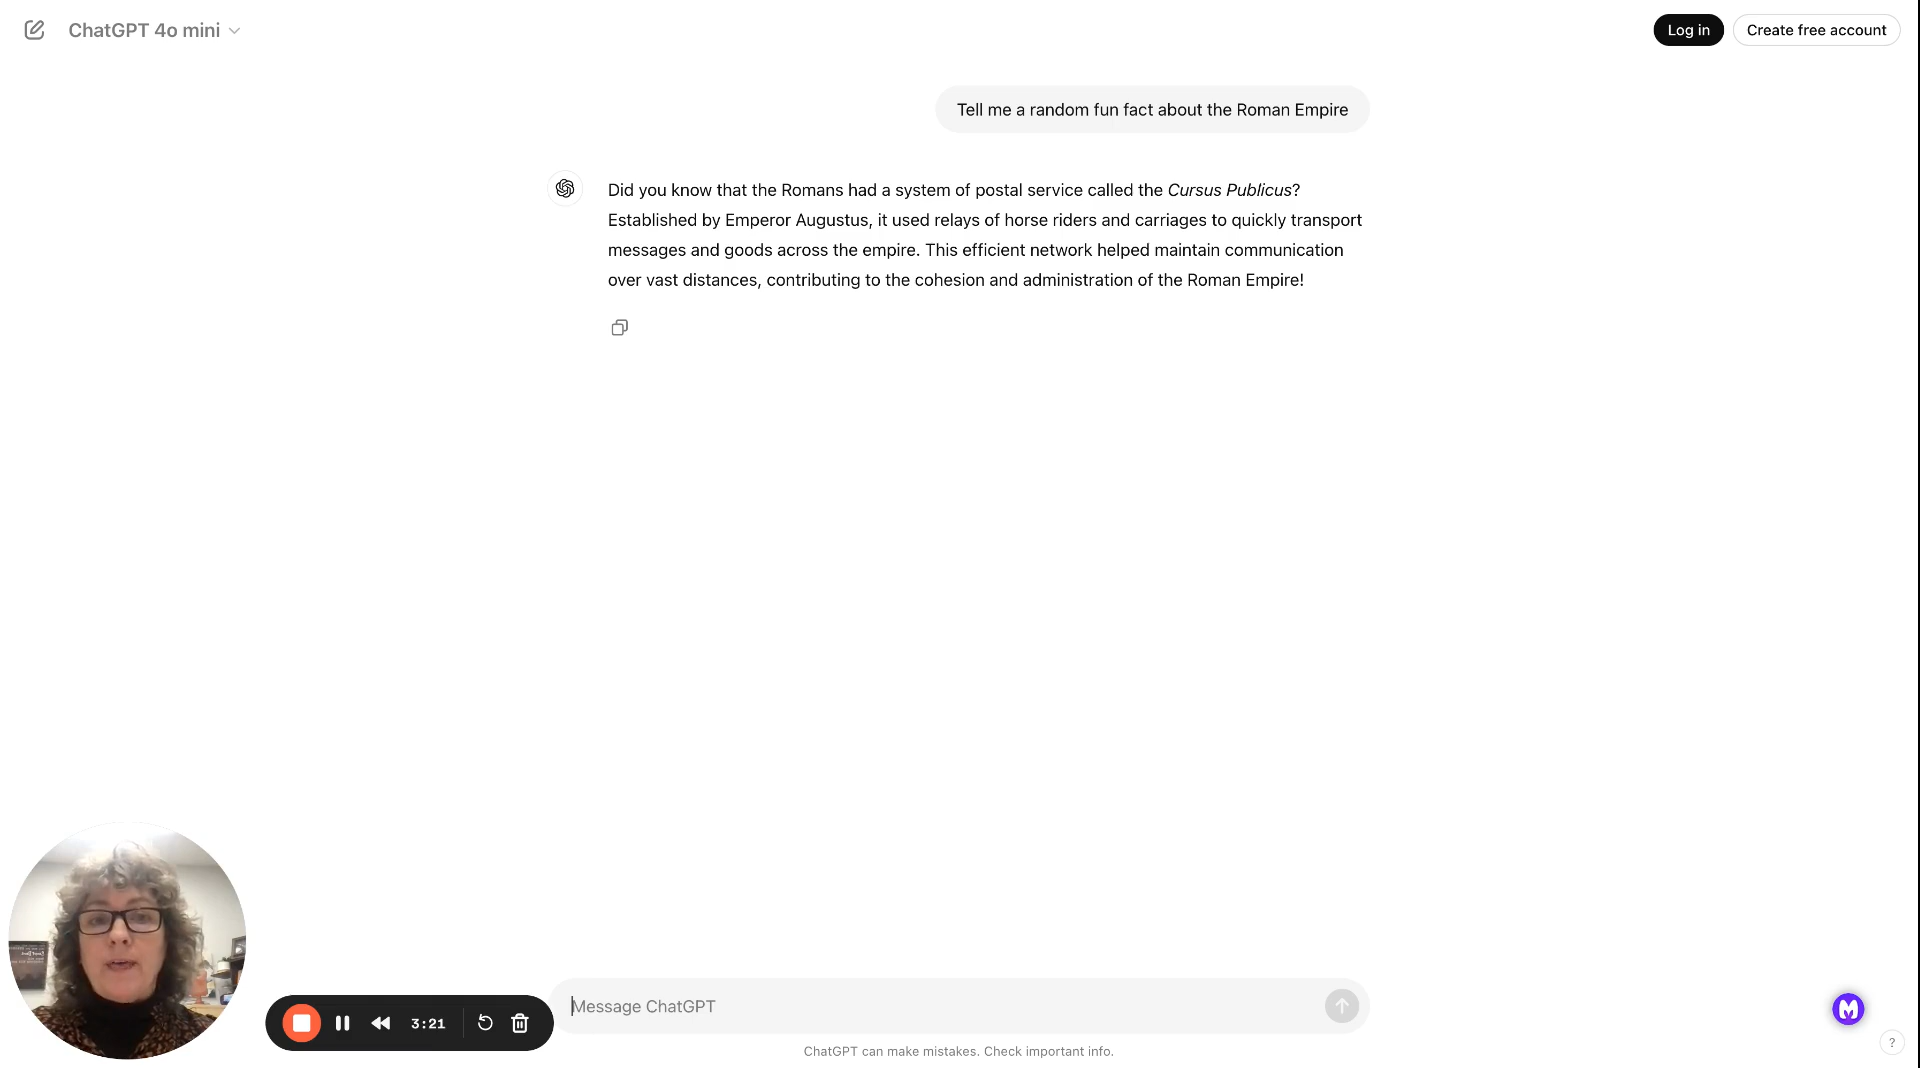 ChatGPT 4o mini
Log in
Create free account
Tell me a random fun fact about the Roman Empire
Did you know that the Romans had a system of postal service called the Cursus Publicus?
Established by Emperor Augustus, it used relays of horse riders and carriages to quickly transport
messages and goods across the empire. This efficient network helped maintain communication
over vast distances, contributing to the cohesion and administration of the Roman Empire!
Message ChatGPT
3:21
ChatGPT can make mistakes. Check important info.
?